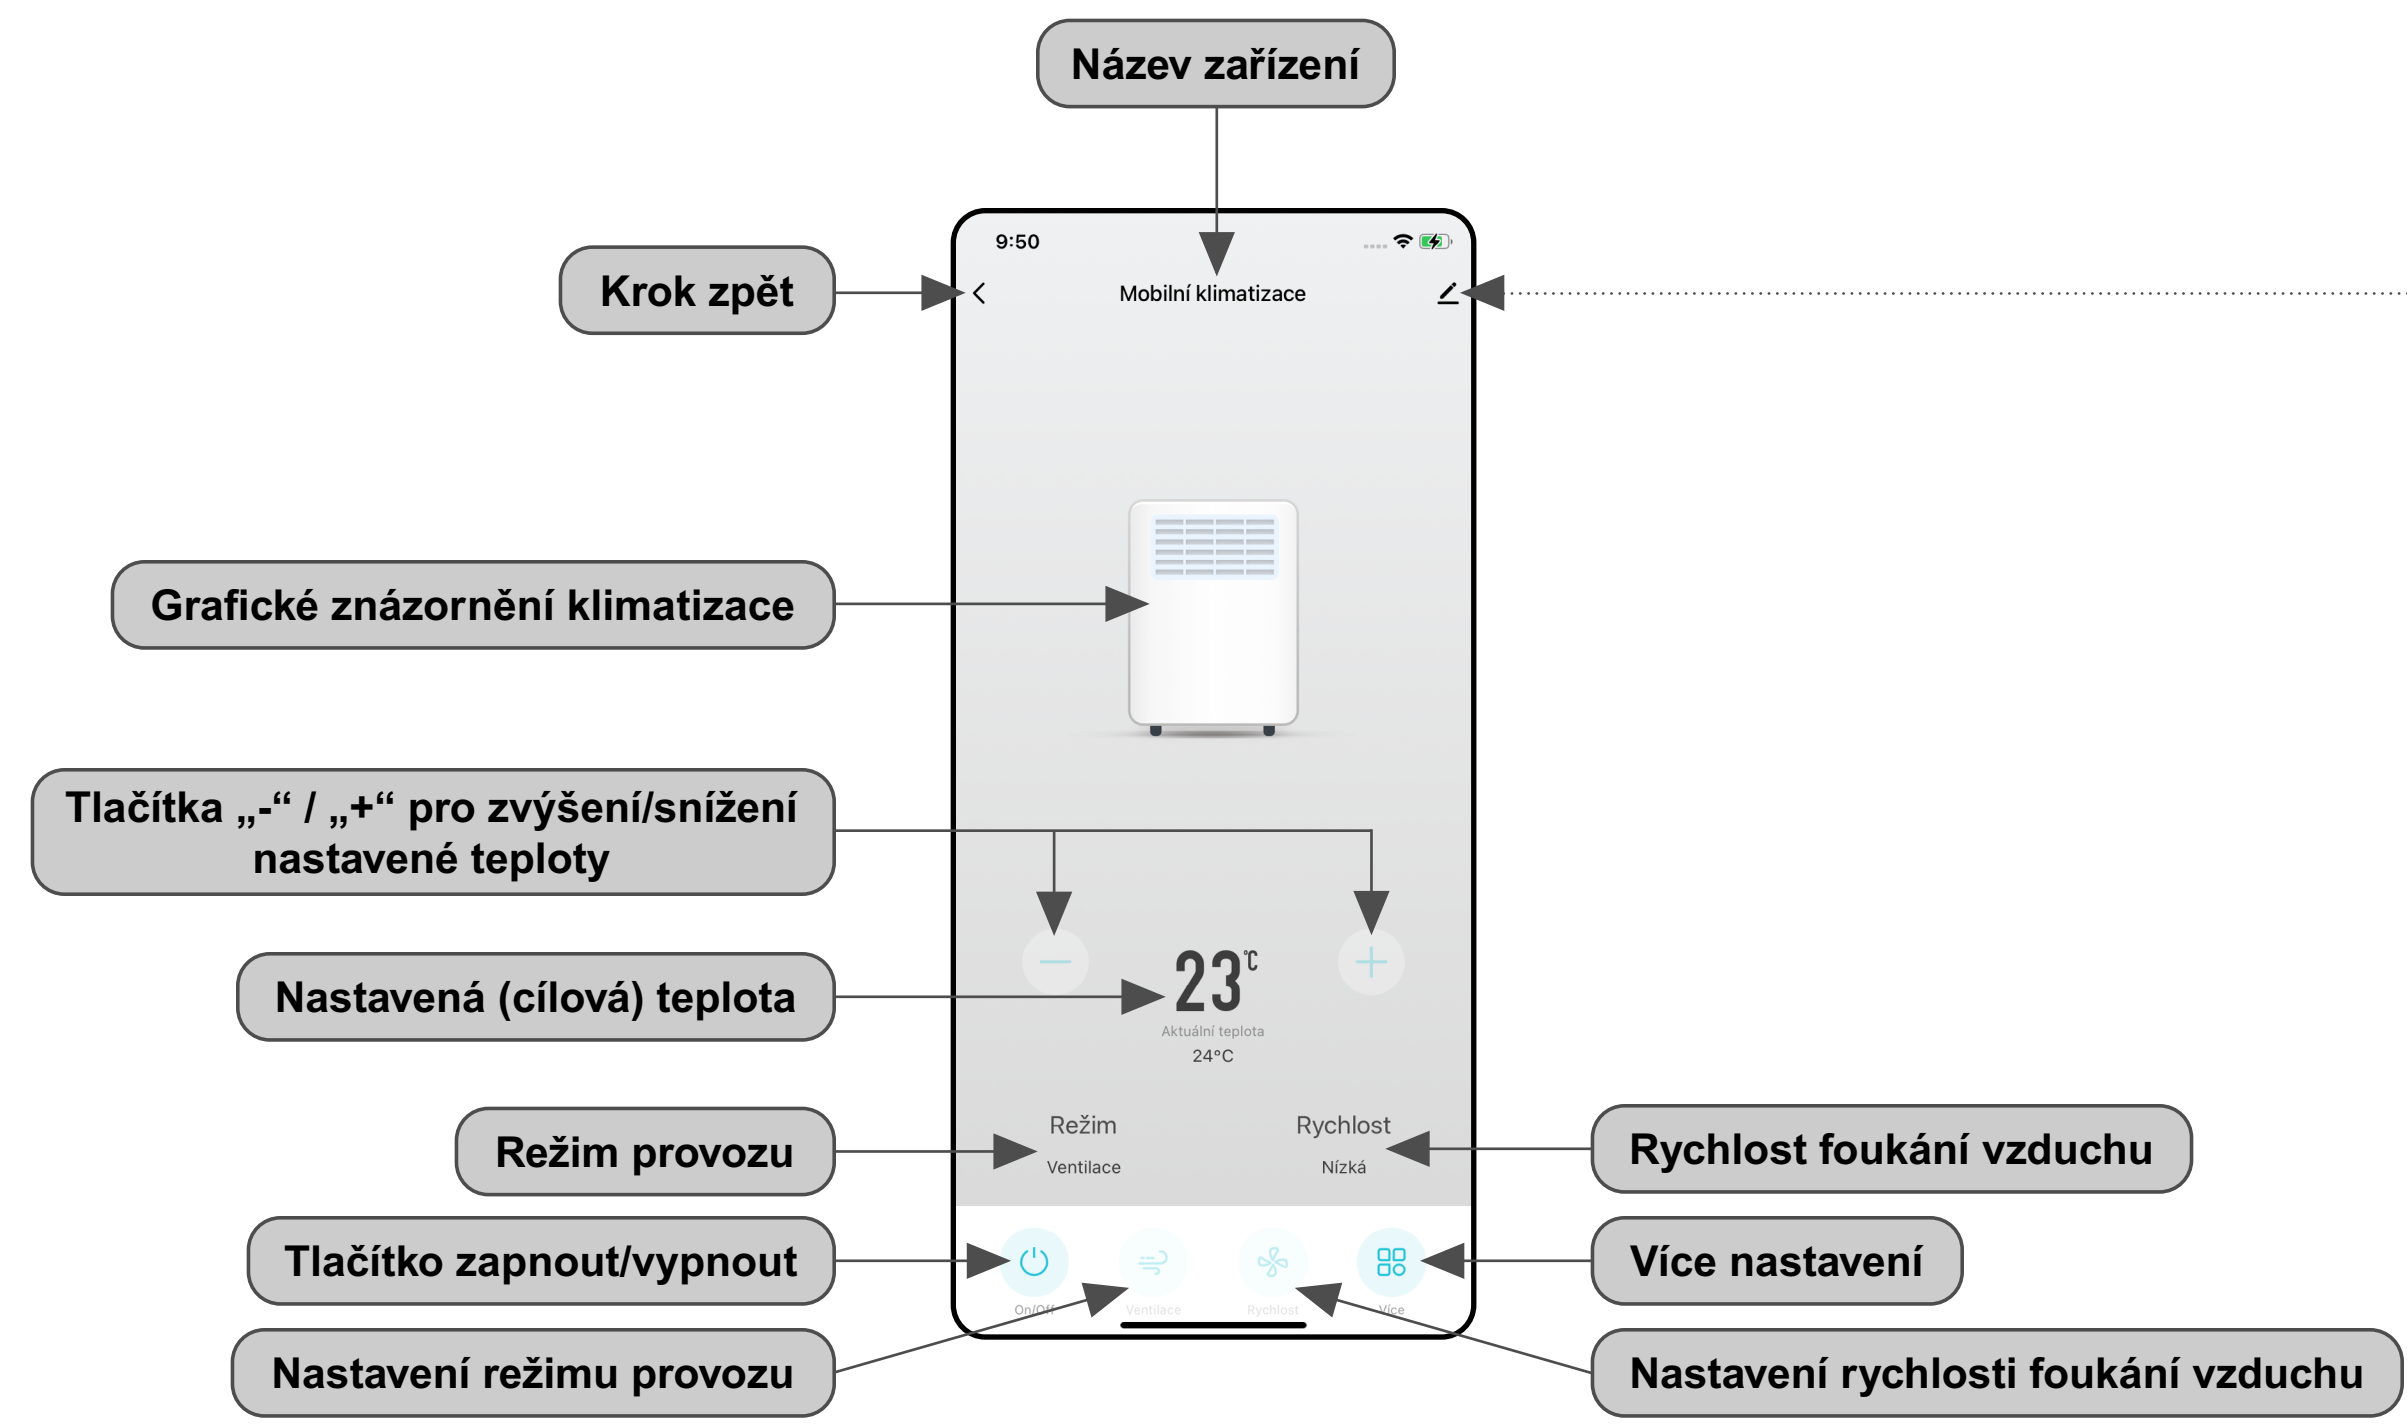 Název zařízení
9:50
Krok zpět
Mobilní klimatizace
Grafické znázornění klimatizace
Tlačítka „-“ / „+“ pro zvýšení/snížení
nastavené teploty
23°C
Nastavená (cílová) teplota
Aktuální teplota
24°C
Režim
Rychlost
Režim provozu
Rychlost foukání vzduchu
Ventilace
Nízká
Tlačítko zapnout/vypnout
Více nastavení
On/Off
Ventilace
Rychlost
Více
Nastavení režimu provozu
Nastavení rychlosti foukání vzduchu